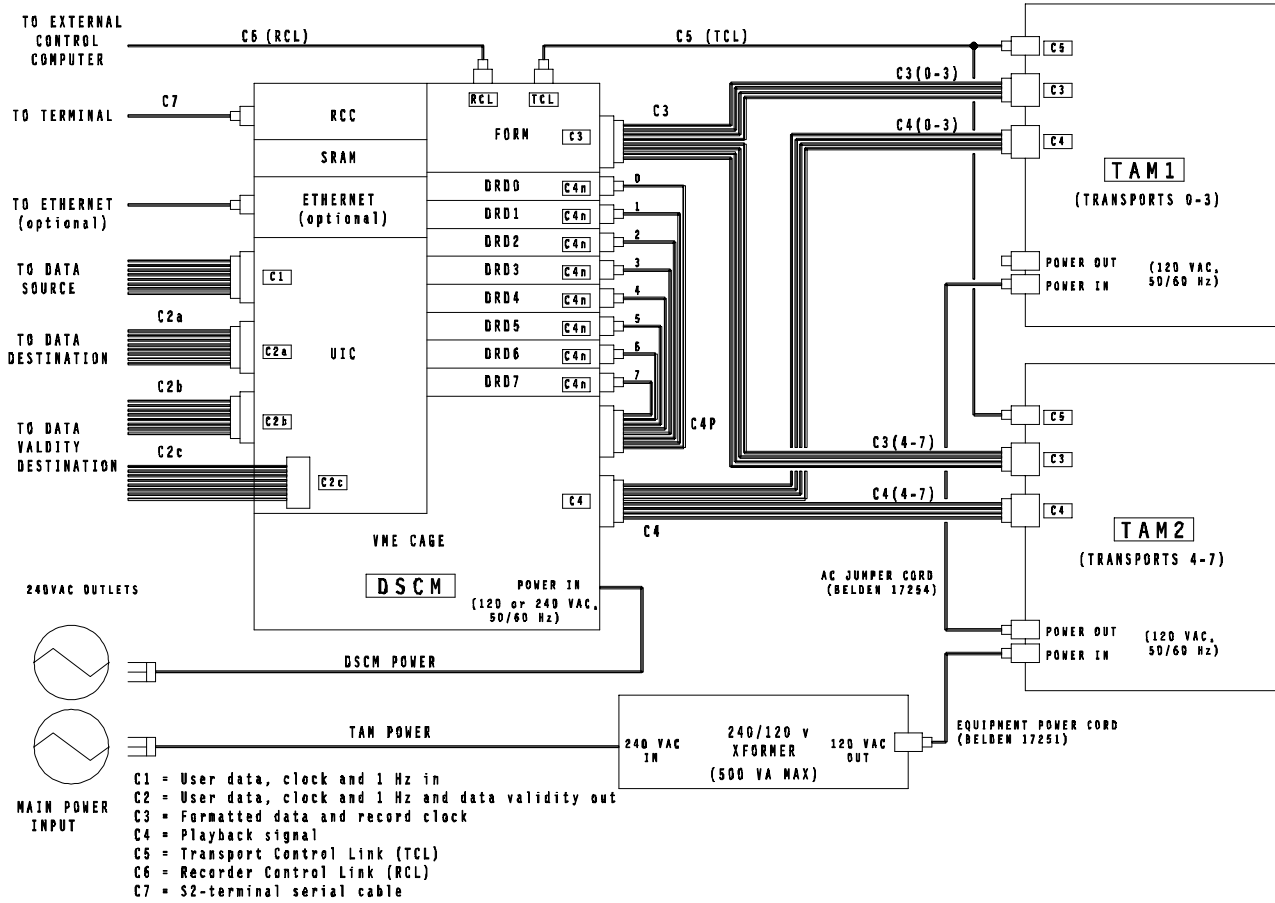 TO EXTERNAL
CONTROL
COMPUTER
C6 (RCL)
C5 (TCL)
C7
TO TERMINAL
TO ETHERNET
(optional)
TO DATA
SOURCE
C2a
TO DATA
DESTINATION
C2b
TO DATA
VALDITY
DESTINATION
C2c
RCC
SRAM
ETHERNET
(optional)
C1
C2a
UIC
C2b
C2c
RCL
TCL
FORM
C3
DRD0
C4n
DRD1
C4n
DRD2
C4n
DRD3
C4n
DRD4
C4n
DRD5
C4n
DRD6
C4n
DRD7
C4n
C4
VME CAGE
DSCM
POWER IN
(120 or 240 VAC,
50/60 Hz)
C3
0
1
2
3
4
5
6
7
C4P
C4
C3(0-3)
C4(0-3)
C3(4-7)
C4(4-7)
C5
C3
C4
TAM1
(TRANSPORTS 0-3)
POWER OUT
POWER IN
(120 VAC,
50/60 Hz)
C5
C3
C4
TAM2
(TRANSPORTS 4-7)
AC JUMPER CORD
(BELDEN 17254)
POWER OUT
POWER IN
(120 VAC,
50/60 Hz)
240VAC OUTLETS
DSCM POWER
TAM POWER
240 VAC
IN
240/120 v
XFORMER
(500 VA MAX)
120 VAC
OUT
EQUIPMENT POWER CORD
(BELDEN 17251)
MAIN POWER
INPUT
C1 = User data, clock and 1 Hz in
C2 = User data, clock and 1 Hz and data validity out
C3 = Formatted data and record clock
C4 = Playback signal
C5 = Transport Control Link (TCL)
C6 = Recorder Control Link (RCL)
C7 = S2-terminal serial cable